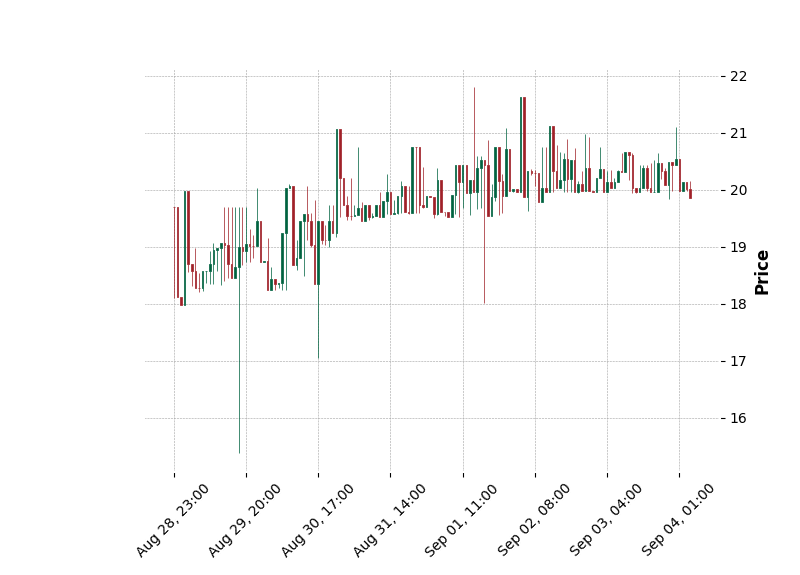 22
21
20
19
18
17
16
Price
Aug 28, 23:00
Aug 29, 20:00
Aug 30, 17:00
Aug 31, 14:00
Sep 01, 11:00
Sep 02, 08:00
Sep 03, 04:00
Sep 04, 01:00